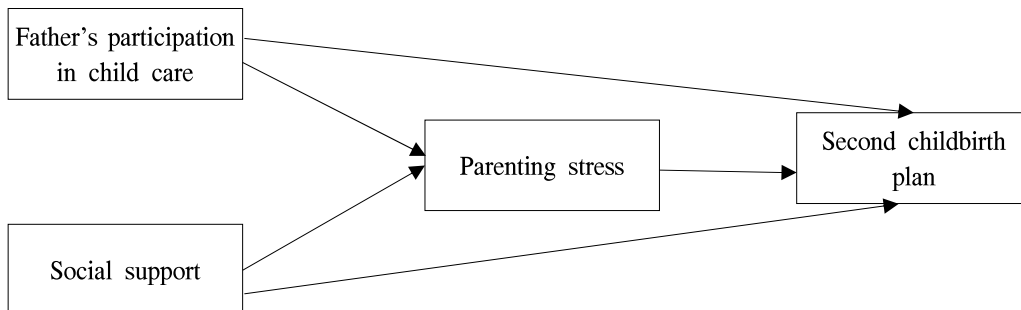 Father's participation
in child care
Parenting stress
Second childbirth
plan
Social support